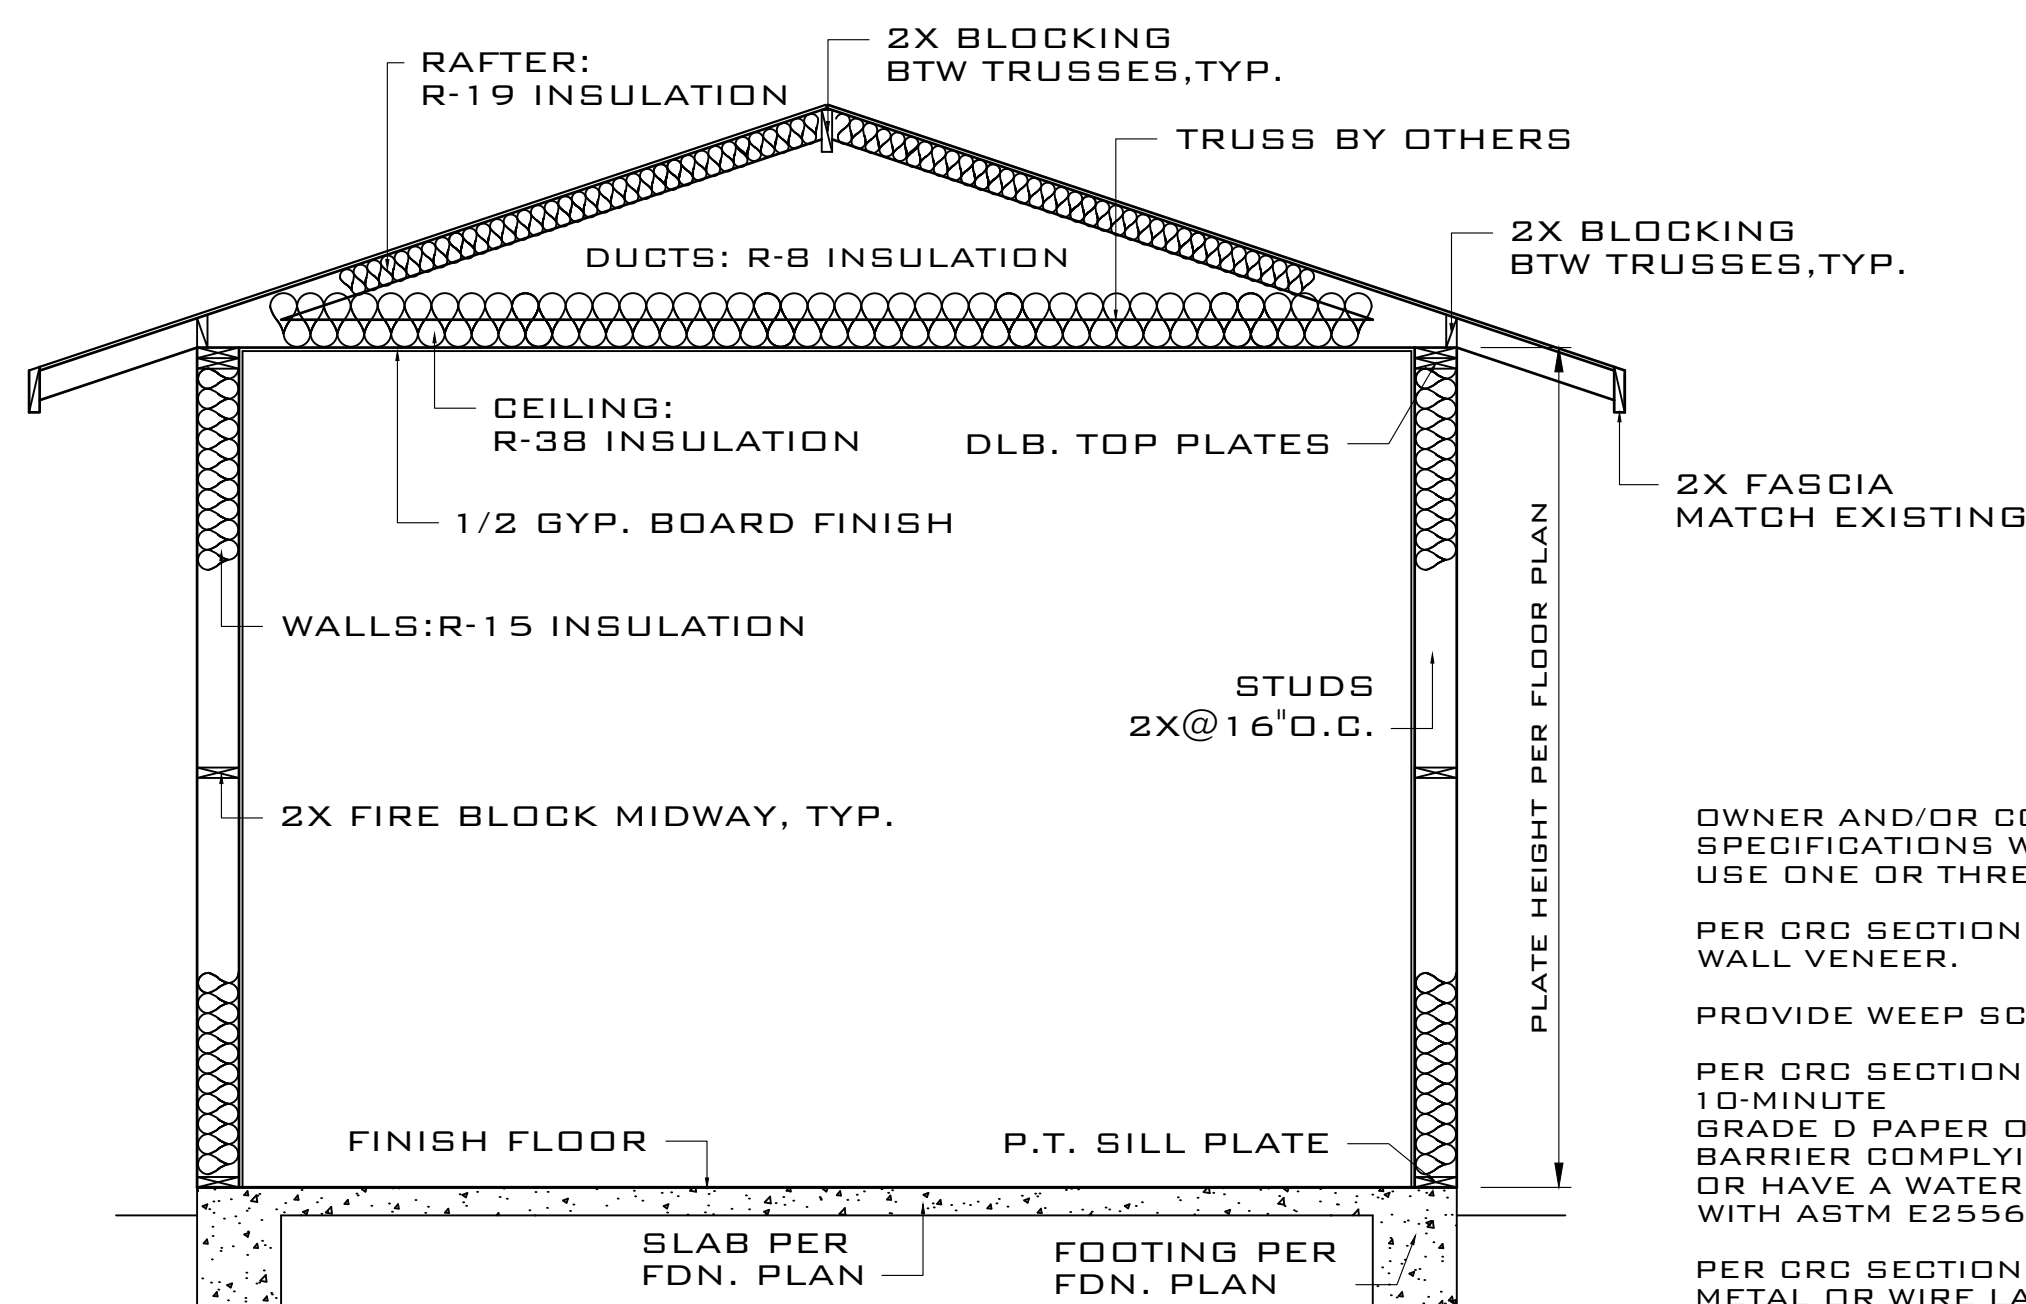 RAFTER:
R-19 INSULATION
2X BLOCKING
BTW TRUSSES,TYP.
TRUSS BY OTHERS
2X BLOCKING
BTW TRUSSES,TYP.
DUCTS: R-8 INSULATION
CEILING:
R-38 INSULATION
DLB. TOP PLATES
2X FASCIA
MATCH EXISTING
1/2 GYP. BOARD FINISH
WALLS:R-15 INSULATION
STUDS
2X@16"O.C.
PLATE HEIGHT PER FLOOR PLAN
2X FIRE BLOCK MIDWAY, TYP.
FINISH FLOOR
P.T. SILL PLATE
SLAB PER
FDN. PLAN
FOOTING PER
FDN. PLAN
OWNER AND/OR
SPECIFICATIONS
USE ONE OR
PER CRC SECTION
WALL VENEER.
PROVIDE WEEP
PER CRC SECTION
10-MINUTE
GRADE D PAPER
BARRIER
OR HAVE A WATER
WITH ASTM E2556
PER CRC SECTION
METAL OR WIRE